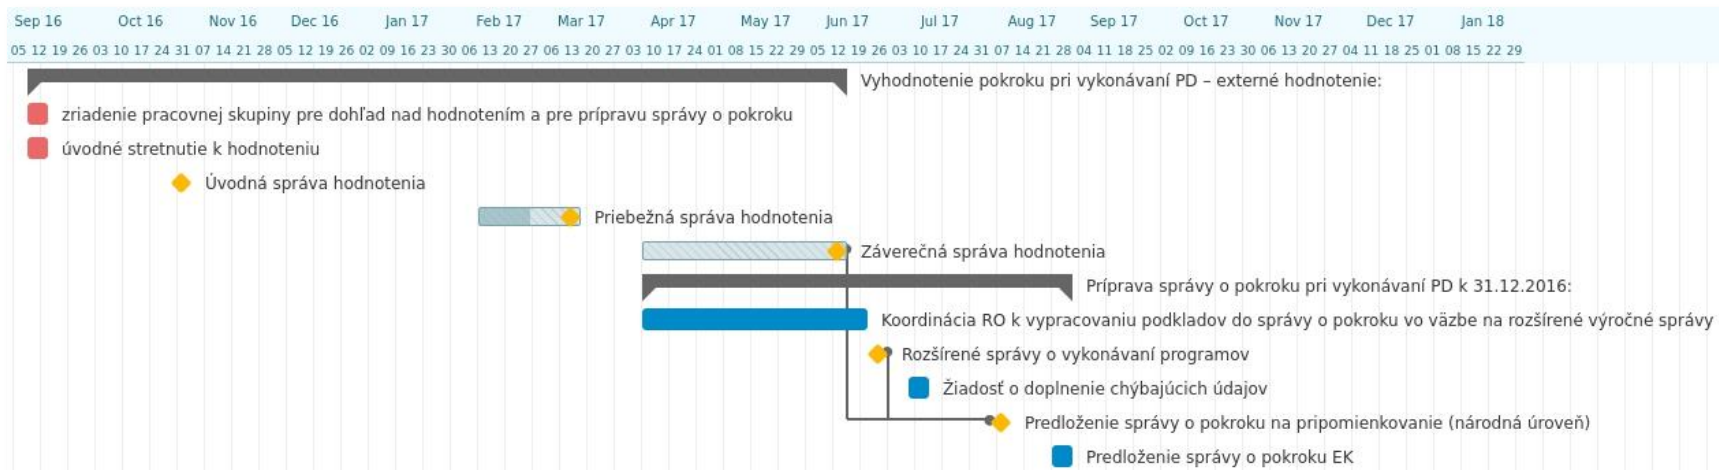 Sep 16 Oct 16 Nov 16 Dec 16 Jan 17 Feb 17 Mar 17 Apr 17 May 17 Jun 17 Jul 17 Aug 17 Sep 17 Oct 17 Nov 17 Dec 17 Jan 18
05 12 19 26 03 10 17 24 31 07 14 21 28 05 12 19 26 02 09 16 23 30 06 13 20 27 06 13 20 27 03 10 17 24 01 08 15 22 29 05 12 19 26 03 10 17 24 31 07 14 21 28 04 11 18 25 02 09 16 23 30 06 13 20 27 04 11 18 25 01 08 15 22 29
Vyhodnotenie pokroku pri vykonávaní PD – externé hodnotenie:
zriadenie pracovnej skupiny pre dohľad nad hodnotením a pre prípravu správy o pokroku
úvodné stretnutie k hodnoteniu
Úvodná správa hodnotenia
Priebežná správa hodnotenia
Záverečná správa hodnotenia
Príprava správy o pokroku pri vykonávaní PD k 31.12.2016:
Koordinácia RO k vypracovaniu podkladov do správy o pokroku vo väzbe na rozšírené výročné správy
Rozšírené správy o vykonávaní programov
Žiadosť o doplnenie chýbajúcich údajov
Predloženie správy o pokroku na pripomienkovanie (národná úroveň)
Predloženie správy o pokroku EK